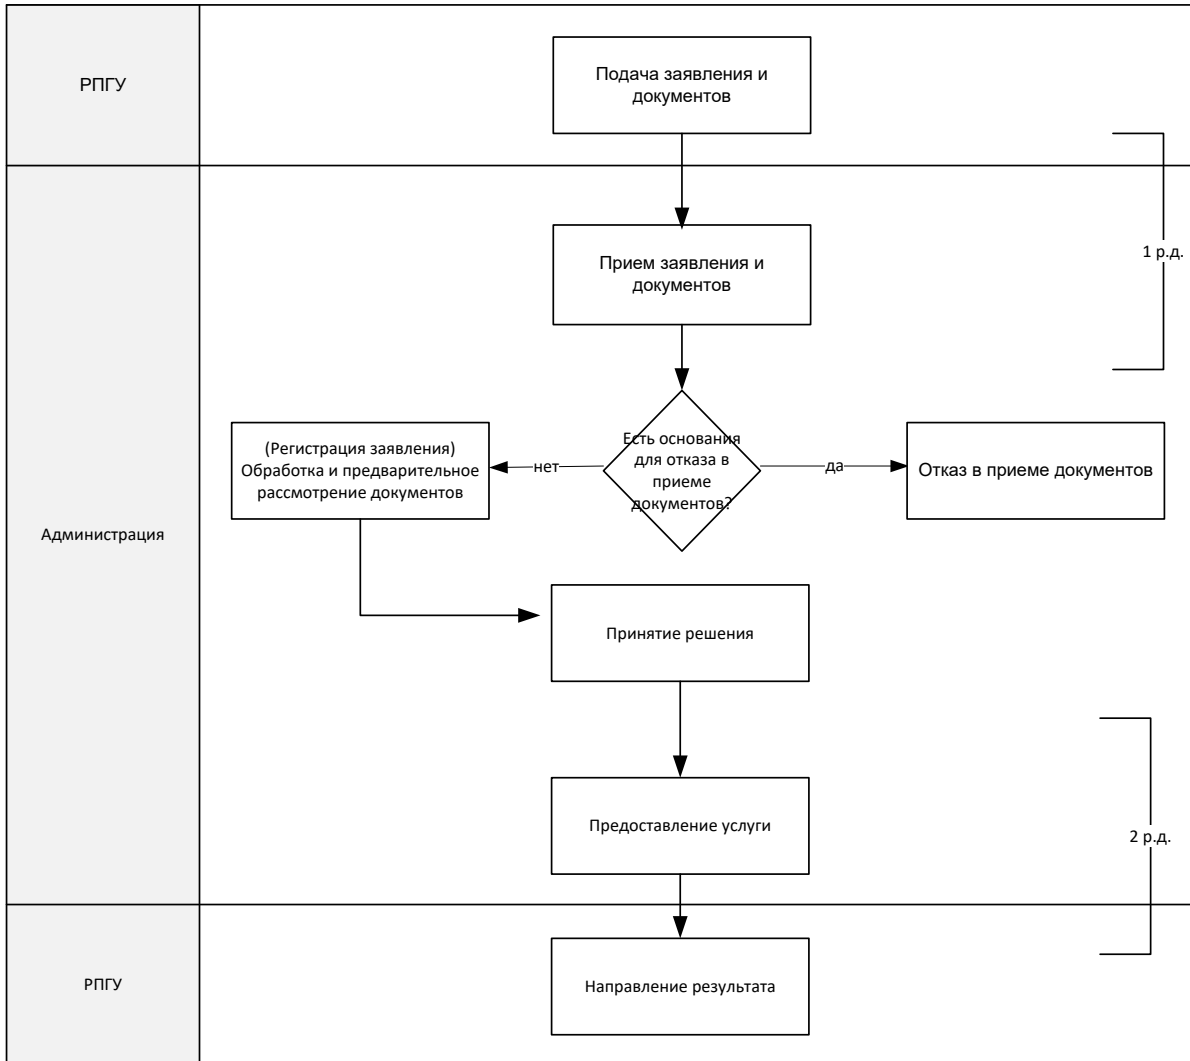 РПГУ
Подача заявления и
документов
Прием заявления и
документов
1 р.д.
(Регистрация заявления)
Обработка и предварительное
рассмотрение документов
нет
Есть основания
для отказа в
приеме
документов?
да
Отказ в приеме документов
Администрация
Принятие решения
Предоставление услуги
2 р.д.
РПГУ
Направление результата